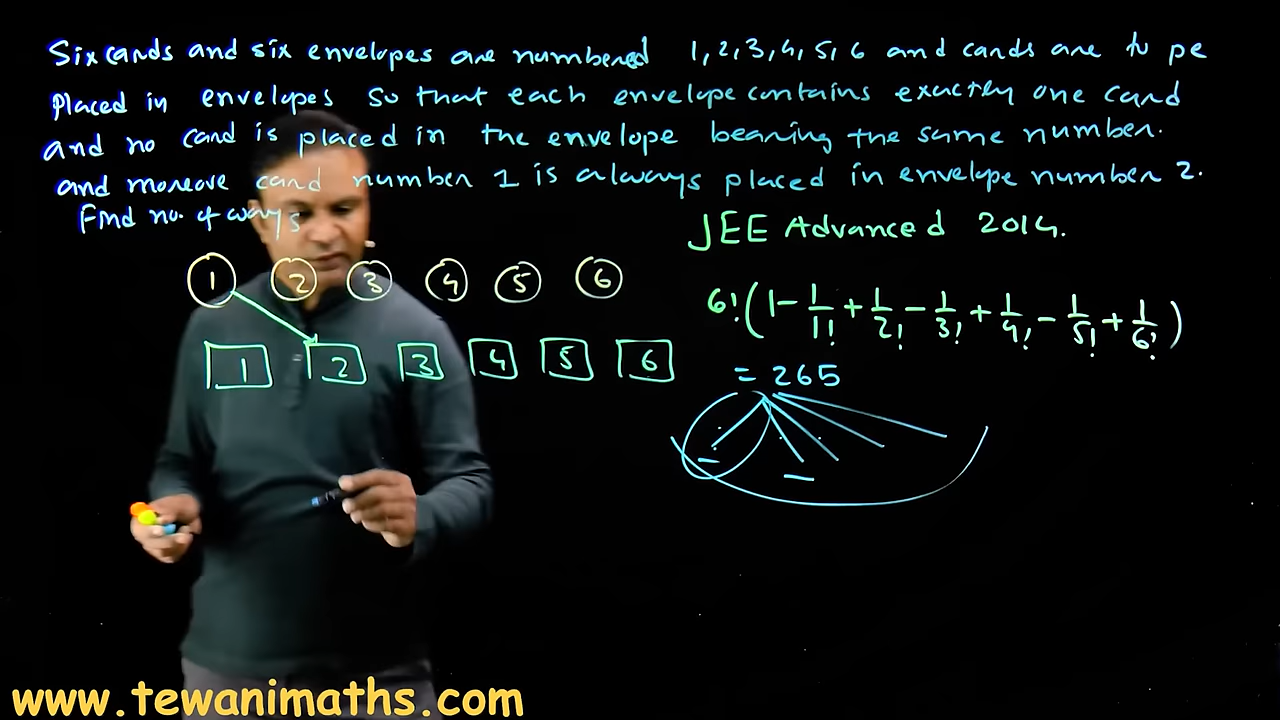 Six cards and six envelopes are numbered 1, 2, 3, 4, 5, 6 and cards are to pe
placed in envelopes so that each envelope contains exactly one card
and no card is placed in the envelope bearing the same number.
and moreove card number 1 is always placed in envelope number 2.
Find no. of ways
JEE Advanced 2014.
1 2 3 4 5 6
6! (1 - 1/1! + 1/2! - 1/3! + 1/4! - 1/5! + 1/6!)
1 2 3 4 5 6
= 265
www.tewanimaths.com